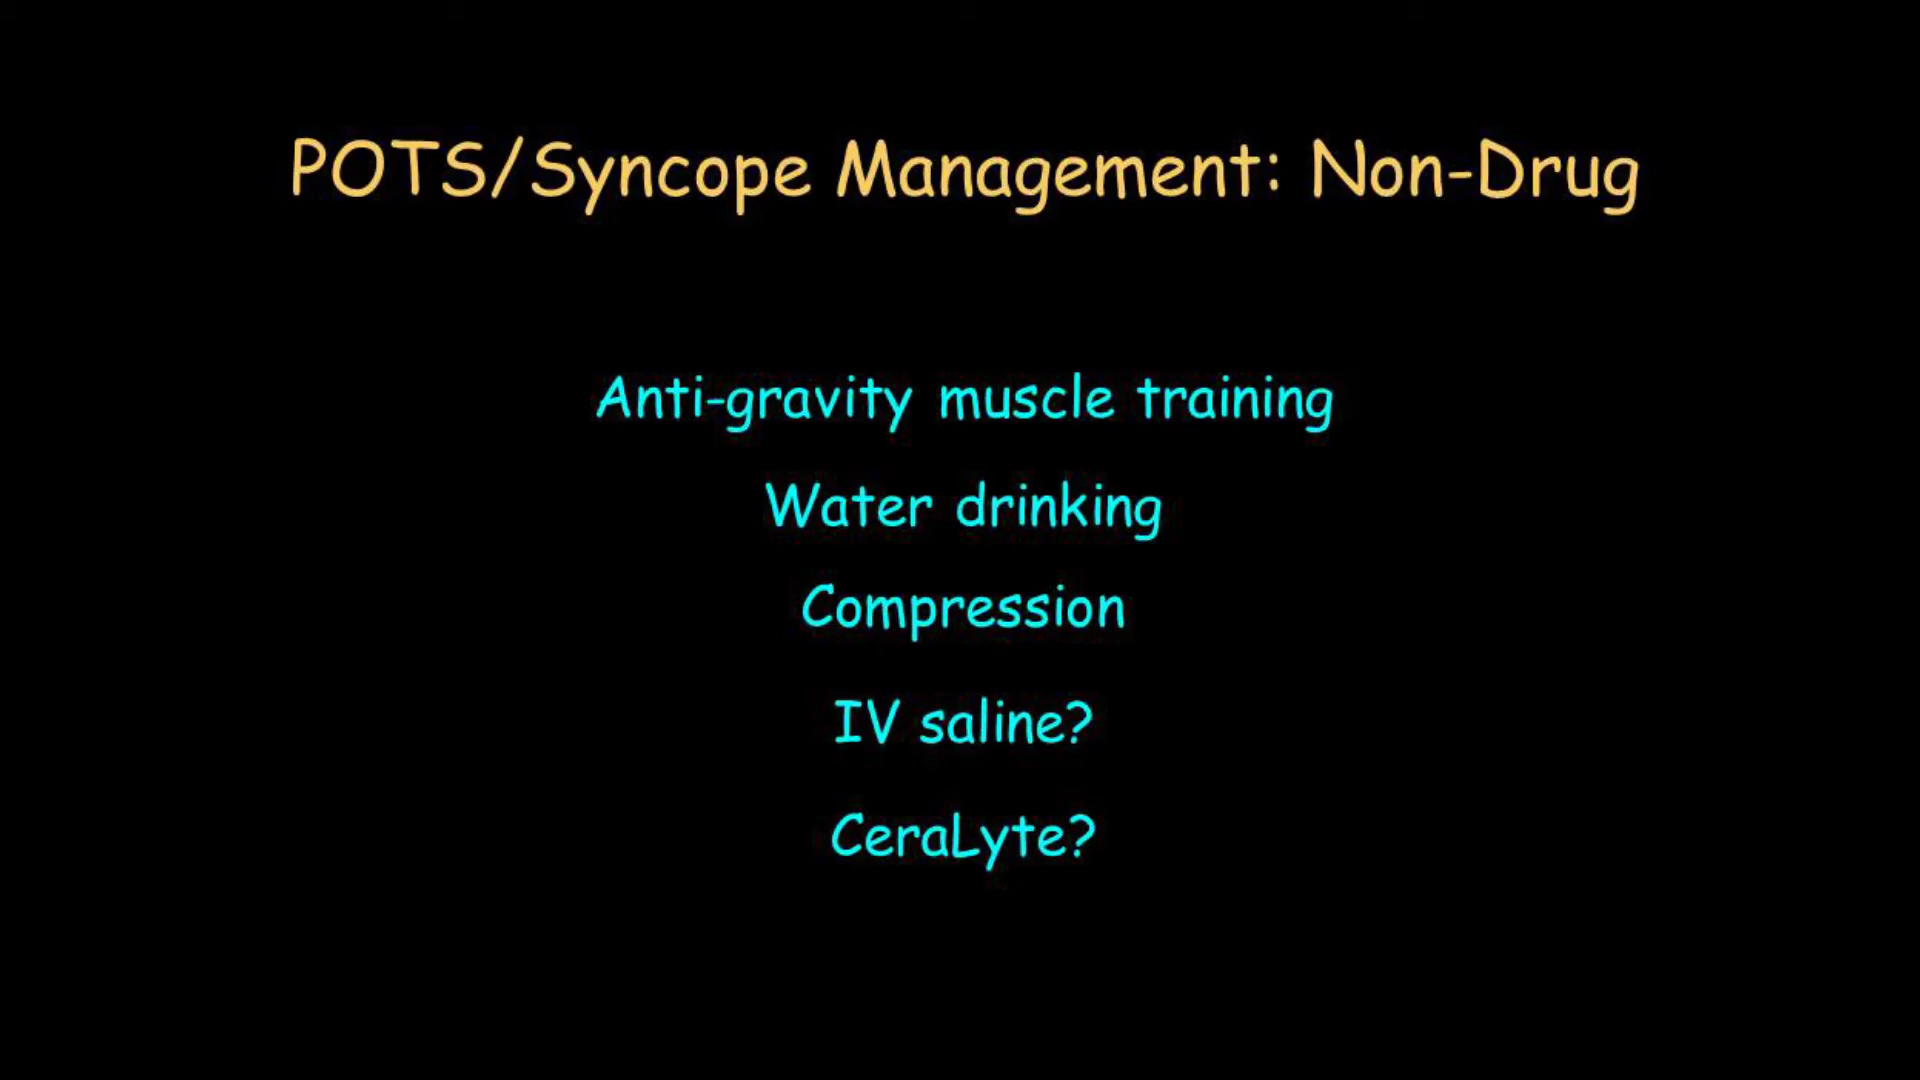 POTS/Syncope Management: Non-Drug
Anti-gravity muscle training
Water drinking
Compression
IV saline?
CeraLyte?